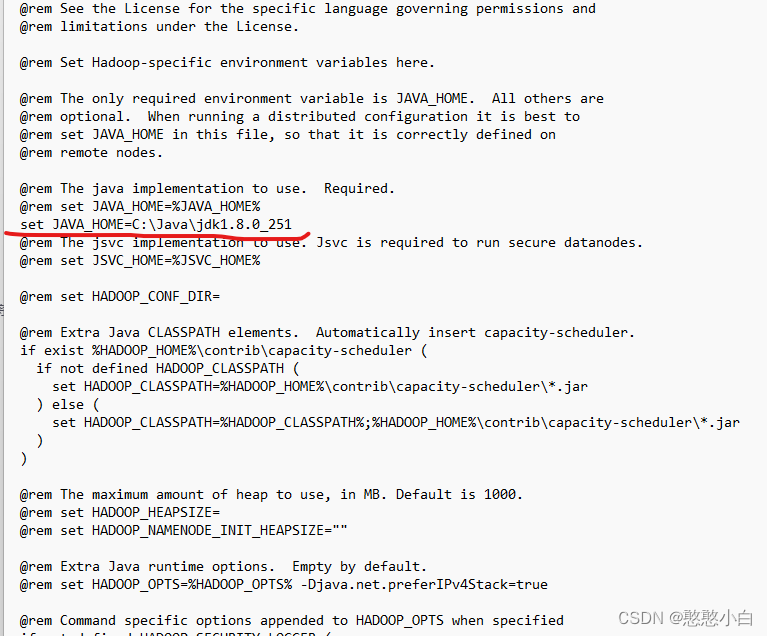 @rem See the License for the specific language governing permissions and
@rem limitations under the License.
@rem Set Hadoop-specific environment variables here.
@rem The only required environment variable is JAVA_HOME.  All others are
@rem optional.  When running a distributed configuration it is best to
@rem set JAVA_HOME in this file, so that it is correctly defined on
@rem remote nodes.
@rem The java implementation to use.  Required.
@rem set JAVA_HOME=%JAVA_HOME%
set JAVA_HOME=C:\Java\jdk1.8.0_251
@rem The jsvc implementation to use. Jsvc is required to run secure datanodes.
@rem set JSVC_HOME=%JSVC_HOME%
@rem set HADOOP_CONF_DIR=
@rem Extra Java CLASSPATH elements.  Automatically insert capacity-scheduler.
if exist %HADOOP_HOME%\contrib\capacity-scheduler (
  if not defined HADOOP_CLASSPATH (
    set HADOOP_CLASSPATH=%HADOOP_HOME%\contrib\capacity-scheduler\*.jar
  ) else (
    set HADOOP_CLASSPATH=%HADOOP_CLASSPATH%;%HADOOP_HOME%\contrib\capacity-scheduler\*.jar
  )
)
@rem The maximum amount of heap to use, in MB. Default is 1000.
@rem set HADOOP_HEAPSIZE=
@rem set HADOOP_NAMENODE_INIT_HEAPSIZE=""
@rem Extra Java runtime options.  Empty by default.
@rem set HADOOP_OPTS=%HADOOP_OPTS% -Djava.net.preferIPv4Stack=true
@rem Command specific options appended to HADOOP_OPTS when specified
CSDN @憨憨小白